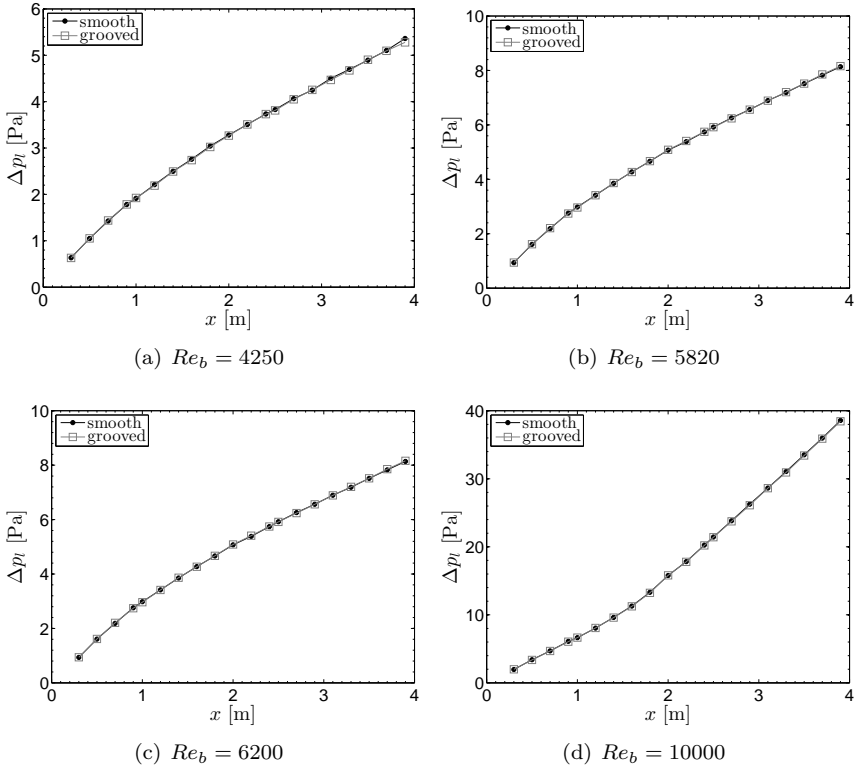 6
5
4
3
2
1
0
0 1 2 3 4
Δp_l [Pa]
x [m]
smooth
grooved
(a) Re_b = 4250
10
8
6
4
2
0
0 1 2 3 4
Δp_l [Pa]
x [m]
smooth
grooved
(b) Re_b = 5820
10
8
6
4
2
0
0 1 2 3 4
Δp_l [Pa]
x [m]
smooth
grooved
(c) Re_b = 6200
40
30
20
10
0
0 1 2 3 4
Δp_l [Pa]
x [m]
smooth
grooved
(d) Re_b = 10000